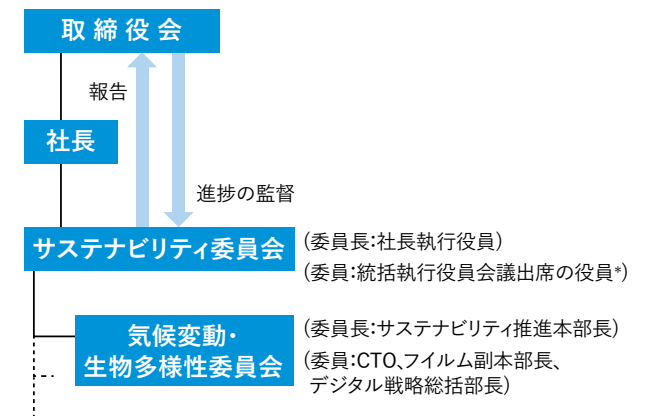 取締役会
報告
社長
進捗の監督
サステナビリティ委員会
(委員長:社長執行役員)
(委員:統括執行役員会議出席の役員*)
気候変動・
生物多様性委員会
(委員長:サステナビリティ推進本部長)
(委員:CTO、フイルム副本部長、
デジタル戦略総括部長)